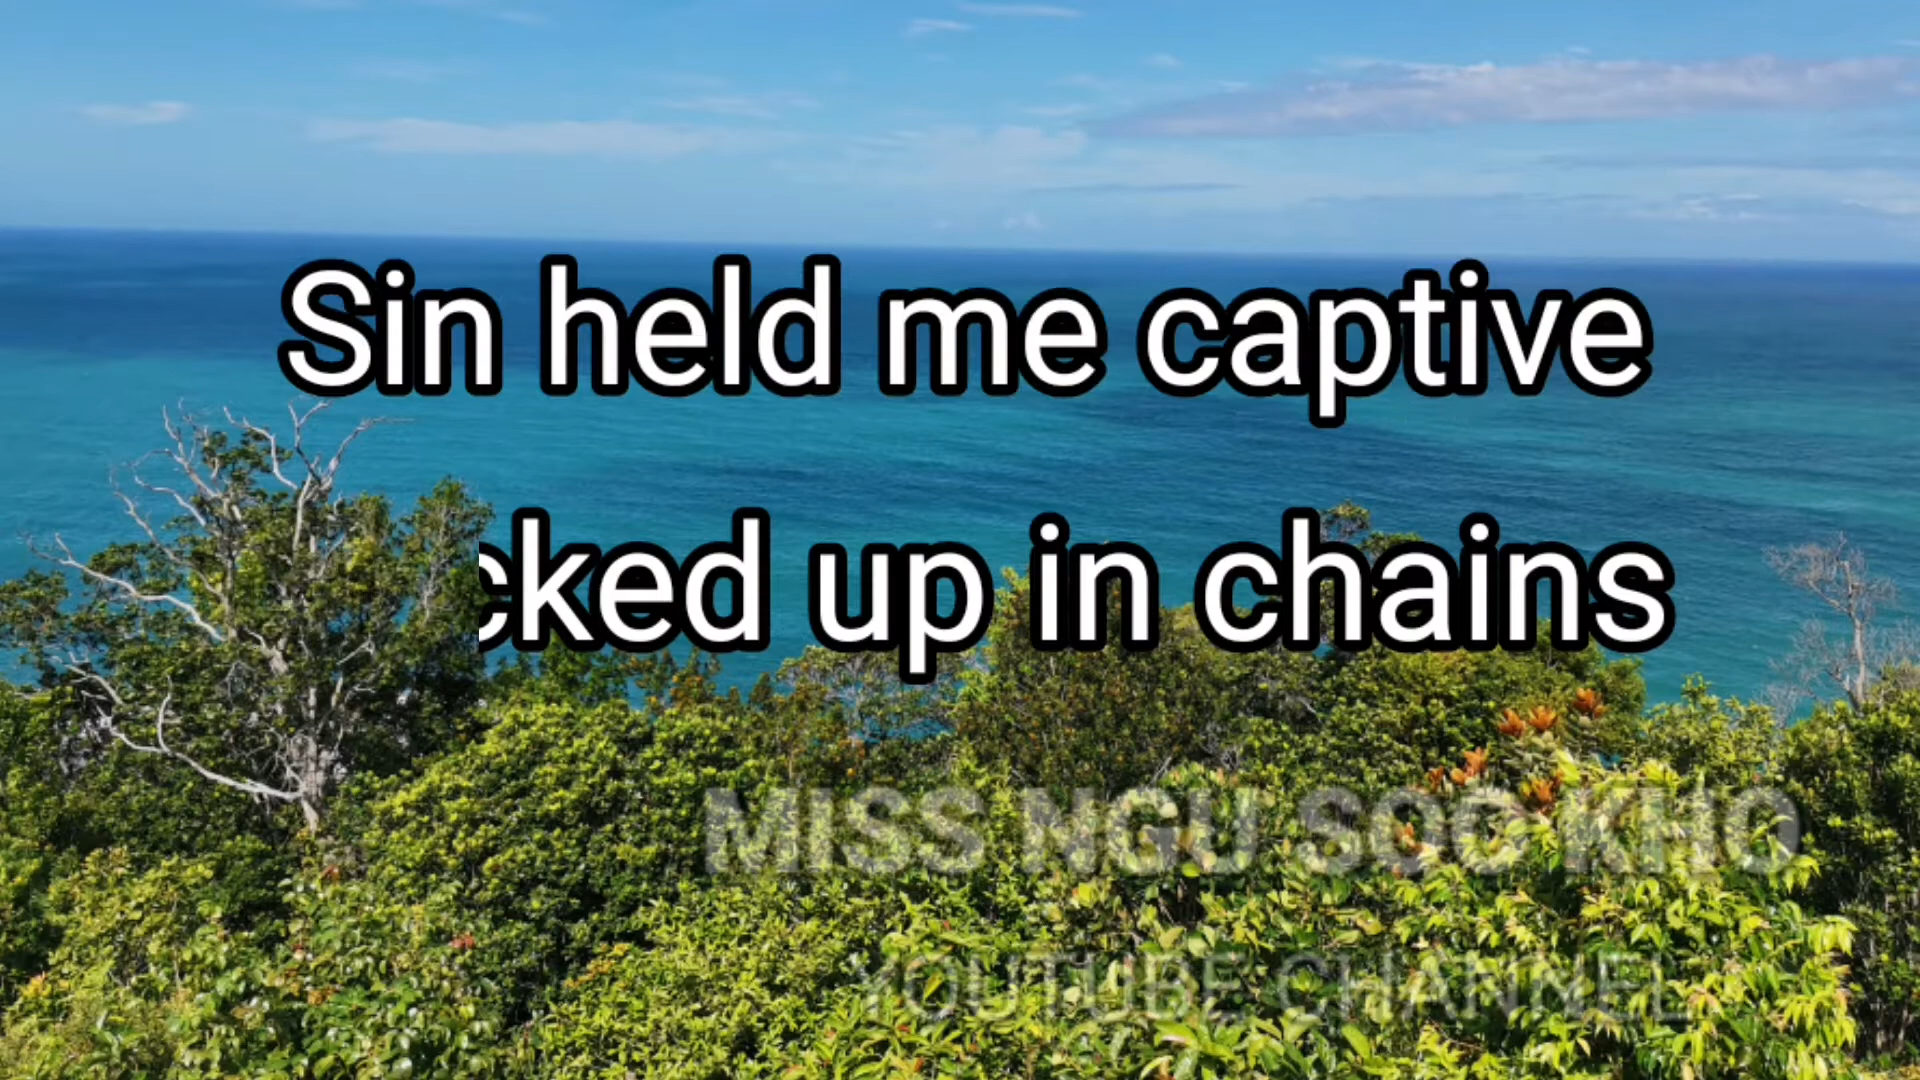 Sin held me captive
cked up in chains
MISS NGU SOO KHO
YOUTUBE CHANNEL